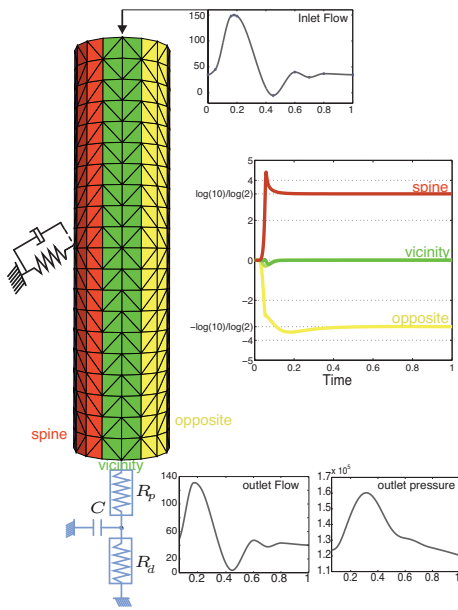 Inlet Flow
150
100
50
0
0.2 0.4 0.6 0.8 1
5
4
log(10)/log(2)
2
0
−2
−log(10)/log(2)
−4
−5
0 0.2 0.4 0.6 0.8 1
Time
spine
vicinity
opposite
spine
opposite
vicinity
R_p
C
R_d
outlet Flow
140
100
60
20
0
0.2 0.4 0.6 0.8 1
outlet pressure
× 10^5
1.7
1.6
1.5
1.4
1.3
1.2
1.1
0.2 0.4 0.6 0.8 1